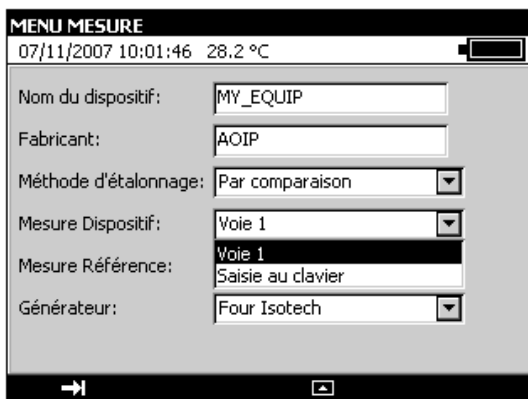 MENU MESURE
07/11/2007 10:01:46 28.2 °C
Nom du dispositif: MY_EQUIP
Fabricant: AOIP
Méthode d'étalonnage: Par comparaison
Mesure Dispositif: Voie 1
Voie 1
Mesure Référence:
Saisie au clavier
Générateur: Four Isotech